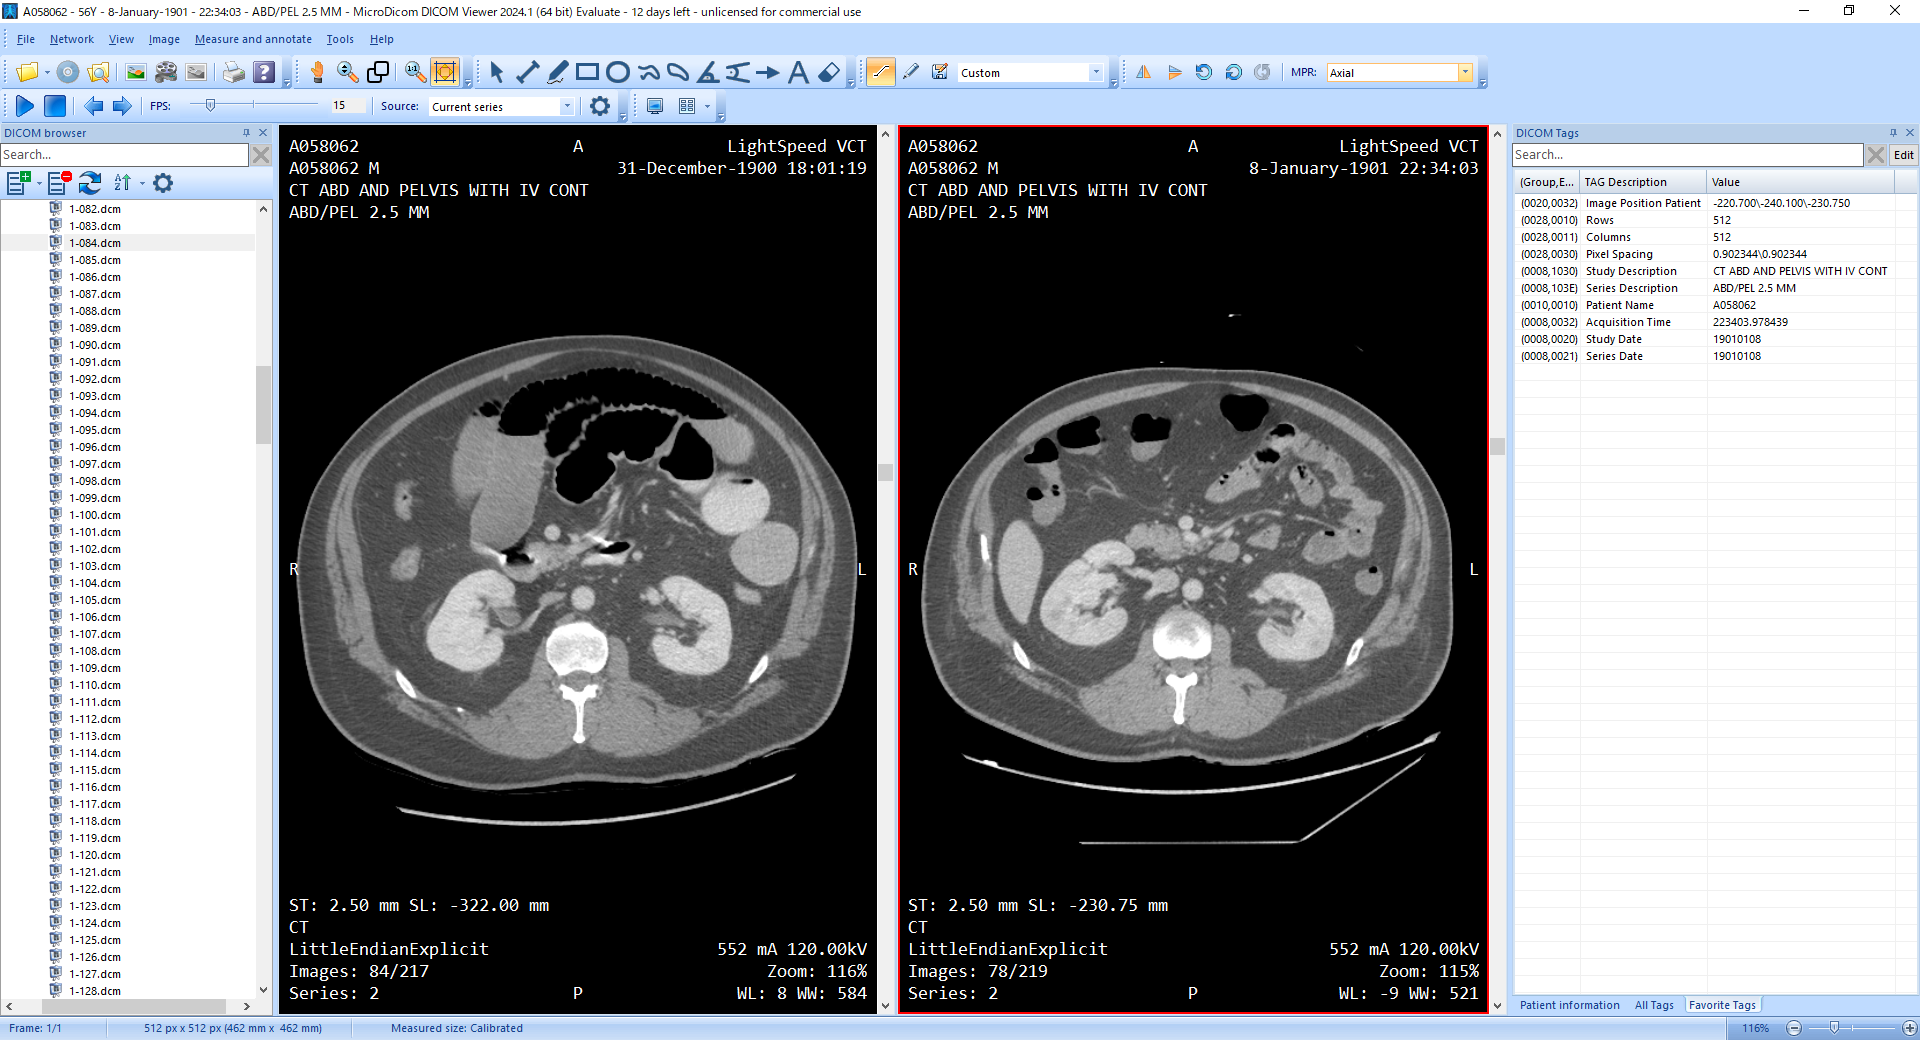 A058062 - 56Y - 8-January-1901 - 22:34:03 - ABD/PEL 2.5 MM - MicroDicom DICOM Viewer 2024.1 (64 bit) Evaluate - 12 days left - unlicensed for commercial use
File Network View Image Measure and annotate Tools Help
1:1 Custom MPR: Axial
FPS: 15 Source: Current series
DICOM browser
Search...
1-082.dcm
1-083.dcm
1-084.dcm
1-085.dcm
1-086.dcm
1-087.dcm
1-088.dcm
1-089.dcm
1-090.dcm
1-091.dcm
1-092.dcm
1-093.dcm
1-094.dcm
1-095.dcm
1-096.dcm
1-097.dcm
1-098.dcm
1-099.dcm
1-100.dcm
1-101.dcm
1-102.dcm
1-103.dcm
1-104.dcm
1-105.dcm
1-106.dcm
1-107.dcm
1-108.dcm
1-109.dcm
1-110.dcm
1-111.dcm
1-112.dcm
1-113.dcm
1-114.dcm
1-115.dcm
1-116.dcm
1-117.dcm
1-118.dcm
1-119.dcm
1-120.dcm
1-121.dcm
1-122.dcm
1-123.dcm
1-124.dcm
1-125.dcm
1-126.dcm
1-127.dcm
1-128.dcm
A058062 A LightSpeed VCT
A058062 M 31-December-1900 18:01:19
CT ABD AND PELVIS WITH IV CONT
ABD/PEL 2.5 MM
R L
ST: 2.50 mm SL: -322.00 mm
CT
LittleEndianExplicit 552 mA 120.00kV
Images: 84/217 Zoom: 116%
Series: 2 P WL: 8 WW: 584
A058062 A LightSpeed VCT
A058062 M 8-January-1901 22:34:03
CT ABD AND PELVIS WITH IV CONT
ABD/PEL 2.5 MM
R L
ST: 2.50 mm SL: -230.75 mm
CT
LittleEndianExplicit 552 mA 120.00kV
Images: 78/219 Zoom: 115%
Series: 2 P WL: -9 WW: 521
DICOM Tags
Search... Edit
(Group,E... TAG Description Value
(0020,0032) Image Position Patient -220.700\-240.100\-230.750
(0028,0010) Rows 512
(0028,0011) Columns 512
(0028,0030) Pixel Spacing 0.902344\0.902344
(0008,1030) Study Description CT ABD AND PELVIS WITH IV CONT
(0008,103E) Series Description ABD/PEL 2.5 MM
(0010,0010) Patient Name A058062
(0008,0032) Acquisition Time 223403.978439
(0008,0020) Study Date 19010108
(0008,0021) Series Date 19010108
Patient information All Tags Favorite Tags
Frame: 1/1 512 px x 512 px (462 mm x 462 mm) Measured size: Calibrated 116%